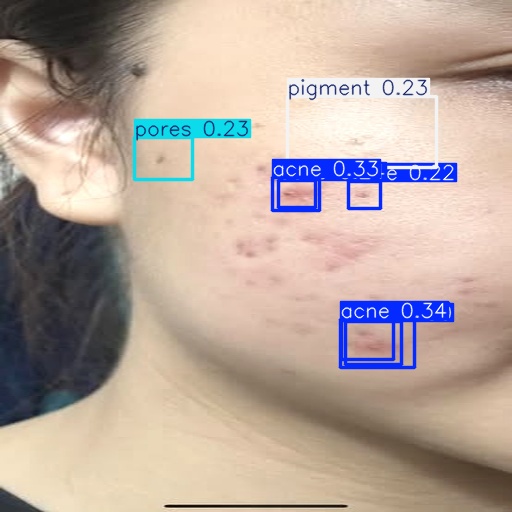 pigment 0.23
pores 0.23
acne 0.33
e 0.22
acne 0.34